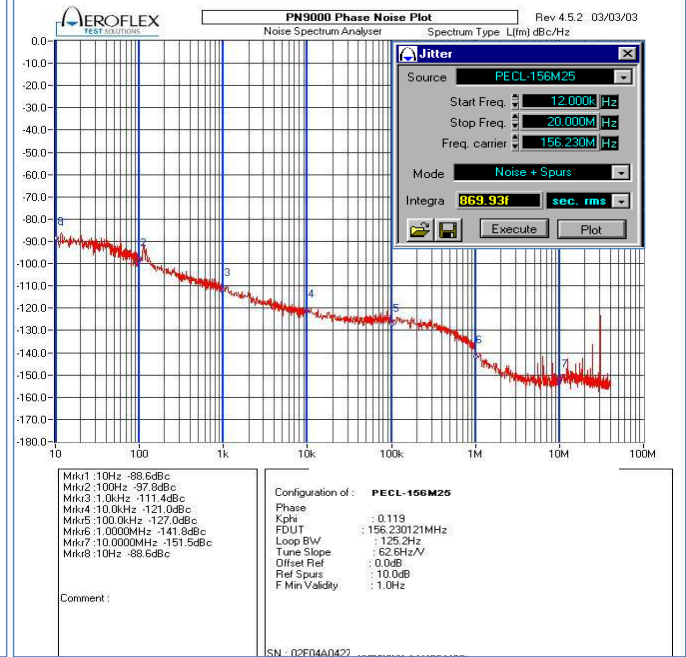 AEROFLEX
TEST SOLUTIONS
PN9000 Phase Noise Plot
Rev 4.5.2 03/03/03
Noise Spectrum Analyser
Spectrum Type L(fm) dBc/Hz
0.0
-10.0
-20.0
-30.0
-40.0
-50.0
-60.0
-70.0
-80.0
-90.0
-100.0
-110.0
-120.0
-130.0
-140.0
-150.0
-160.0
-170.0
-180.0
Jitter
Source PECL-156M25
Start Freq. 12.000k Hz
Stop Freq. 20.000M Hz
Freq. carrier 156.230M Hz
Mode Noise + Spurs
Integra 869.93f sec. rms
Execute Plot
8
2
3
4
5
6
7
10 100 1k 10k 100k 1M 10M 100M
Mrkr1 :10Hz -88.6dBc
Mrkr2 :100Hz -97.8dBc
Mrkr3 :1.0kHz -111.4dBc
Mrkr4 :10.0kHz -121.0dBc
Mrkr5 :100.0kHz -127.0dBc
Mrkr6 :1.0000MHz -141.8dBc
Mrkr7 :10.0000MHz -151.5dBc
Mrkr8 :10Hz -88.6dBc
Comment :
Configuration of : PECL-156M25
Phase
Kphi : 0.119
FDUT : 156.230121MHz
Loop BW : 125.2Hz
Tune Slope : 62.6Hz/V
Offset Ref : 0.0dB
Ref Spurs : 10.0dB
F Min Validity : 1.0Hz
SN : 02F04A0427